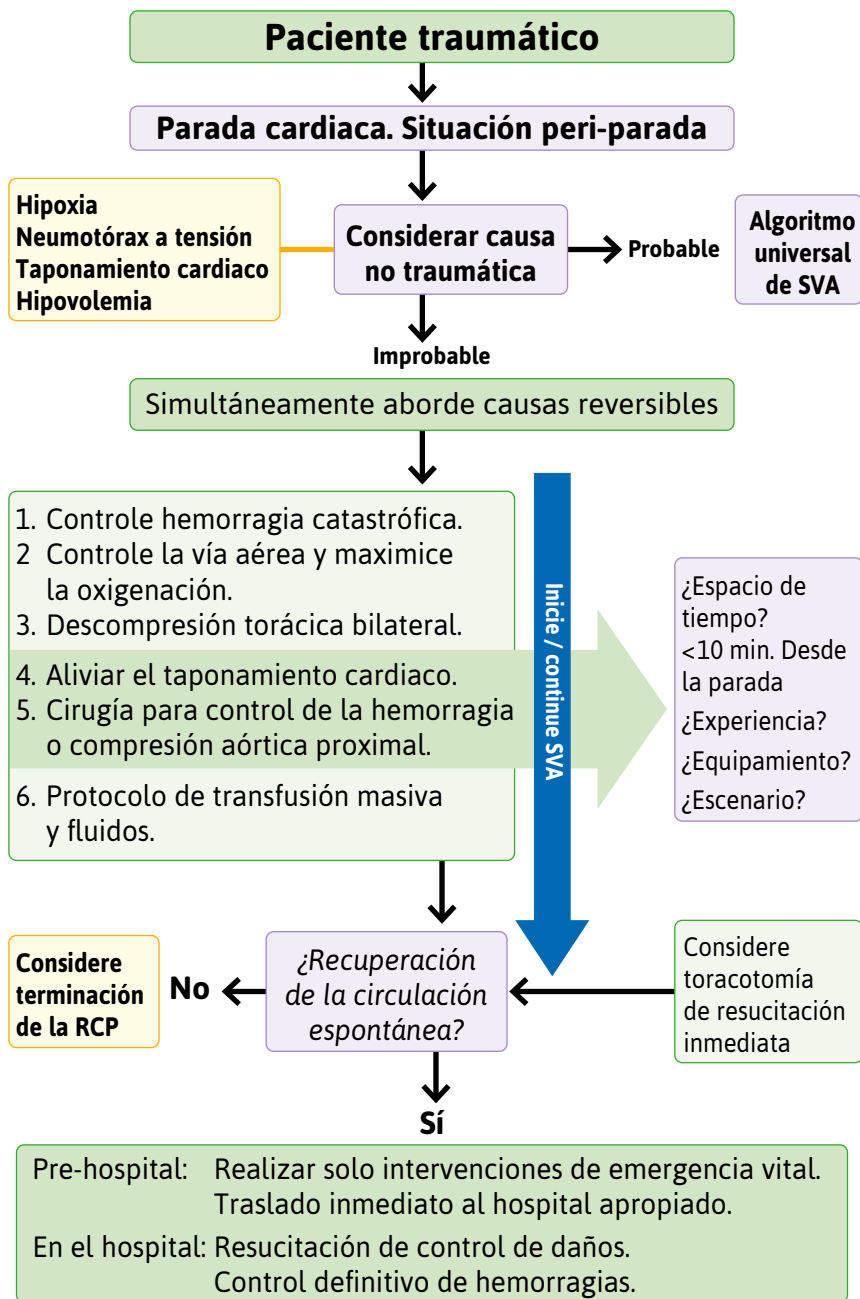 Paciente traumático
Parada cardiaca. Situación peri-parada
Hipoxia
Neumotórax a tensión
Taponamiento cardiaco
Hipovolemia
Considerar causa
no traumática
Probable
Algoritmo
universal
de SVA
Improbable
Simultáneamente aborde causas reversibles
1. Controle hemorragia catastrófica.
2 Controle la vía aérea y maximice
la oxigenación.
3. Descompresión torácica bilateral.
4. Aliviar el taponamiento cardiaco.
5. Cirugía para control de la hemorragia
o compresión aórtica proximal.
6. Protocolo de transfusión masiva
y fluidos.
Inicie / continue SVA
¿Espacio de
tiempo?
<10 min. Desde
la parada
¿Experiencia?
¿Equipamiento?
¿Escenario?
Considere
terminación
de la RCP
No
¿Recuperación
de la circulación
espontánea?
Considere
toracotomía
de resucitación
inmediata
Sí
Pre-hospital: Realizar solo intervenciones de emergencia vital.
Traslado inmediato al hospital apropiado.
En el hospital: Resucitación de control de daños.
Control definitivo de hemorragias.